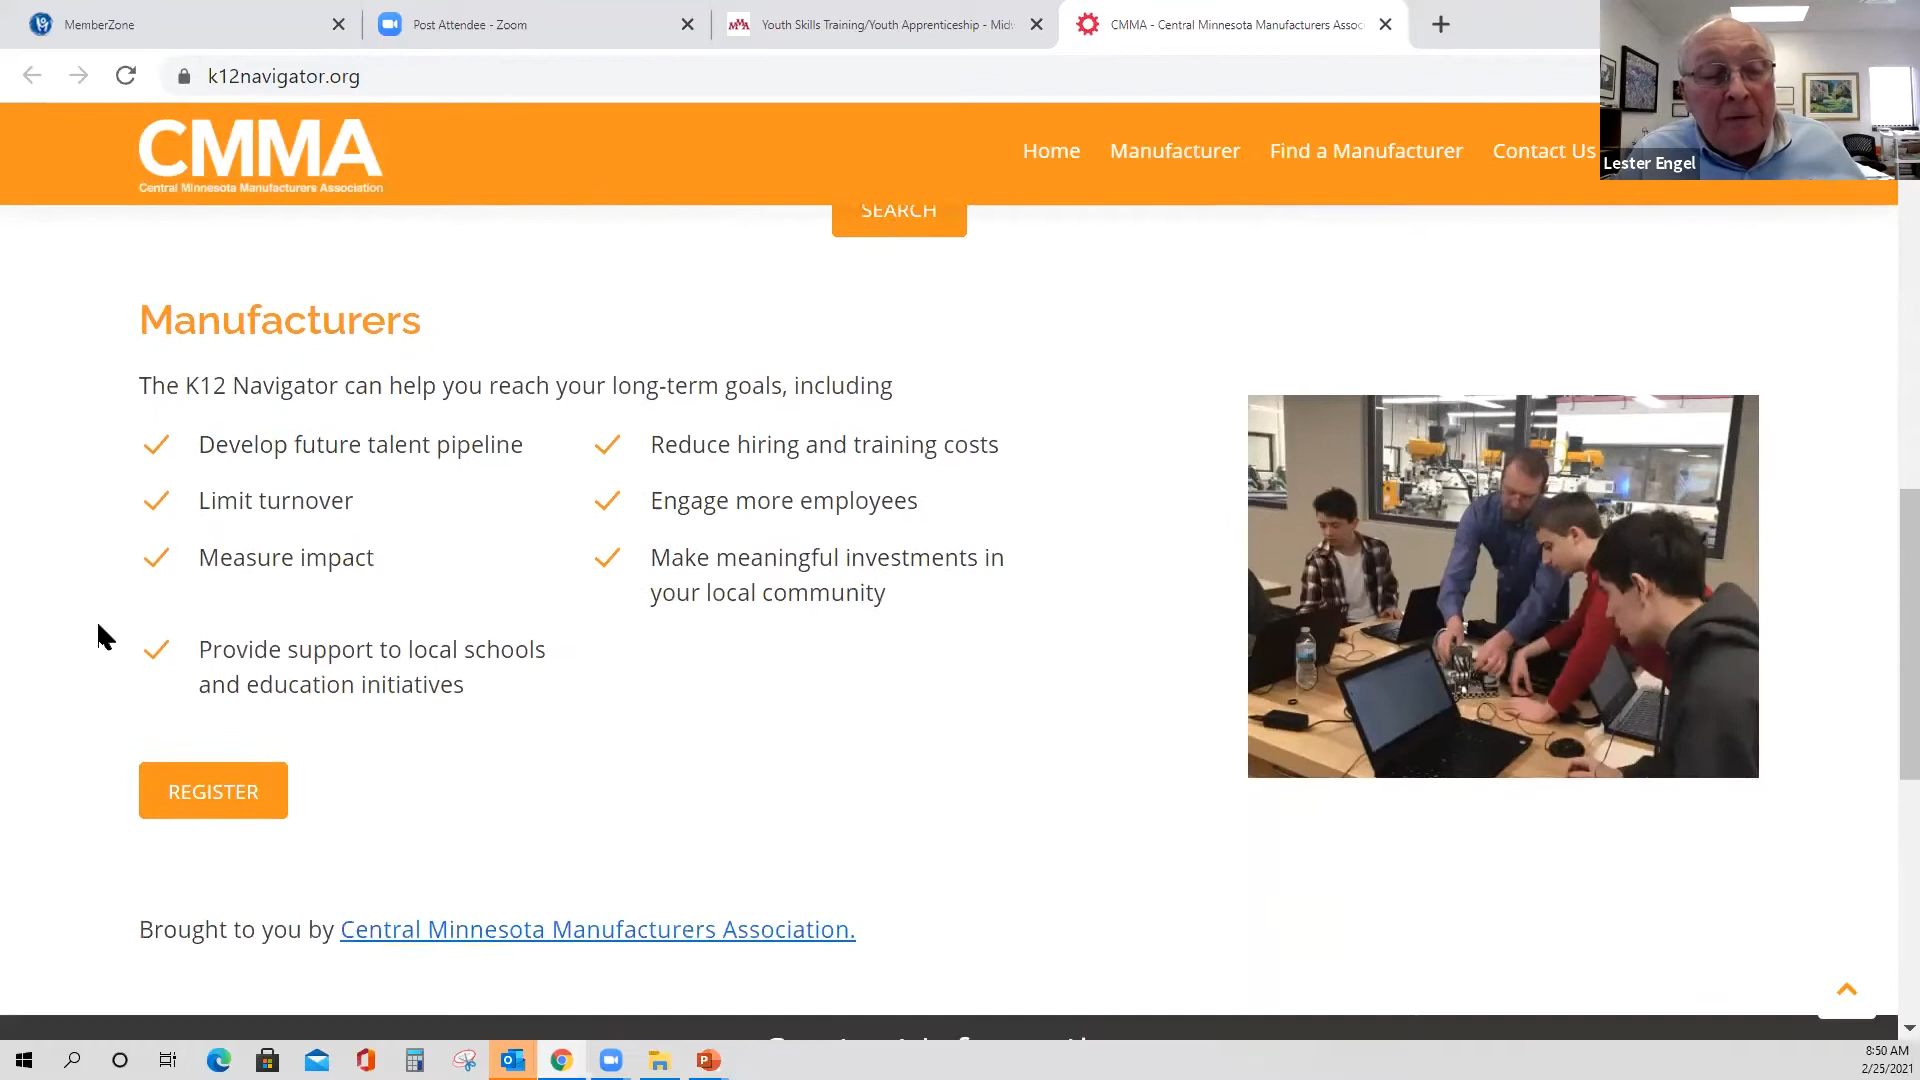 MemberZone
Post Attendee - Zoom
Youth Skills Training/Youth Apprenticeship - Mid
CMMA - Central Minnesota Manufacturers Assoc
k12navigator.org
CMMA
Central Minnesota Manufacturers Association
Home
Manufacturer
Find a Manufacturer
Contact Us
Lester Engel
SEARCH
Manufacturers
The K12 Navigator can help you reach your long-term goals, including
Develop future talent pipeline
Reduce hiring and training costs
Limit turnover
Engage more employees
Measure impact
Make meaningful investments in
your local community
Provide support to local schools
and education initiatives
REGISTER
Brought to you by Central Minnesota Manufacturers Association.
8:50 AM
2/25/2021